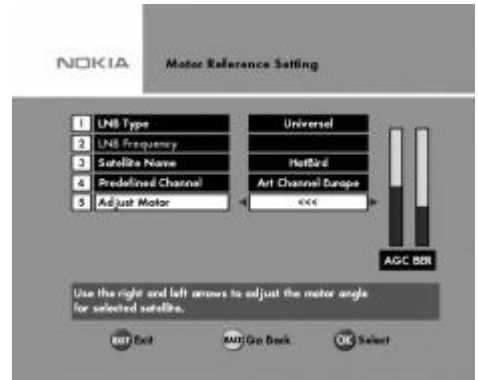 NOKIA
Motor Reference Setting
1 LNB Type Universel
2 LNB Frequency
3 Satellite Name HotBird
4 Predefined Channel Art Channel Europe
5 Adjust Motor <<<
AGC BER
Use the right and left arrows to adjust the motor angle
for selected satellite.
EXIT Exit BACK Go Back OK Select